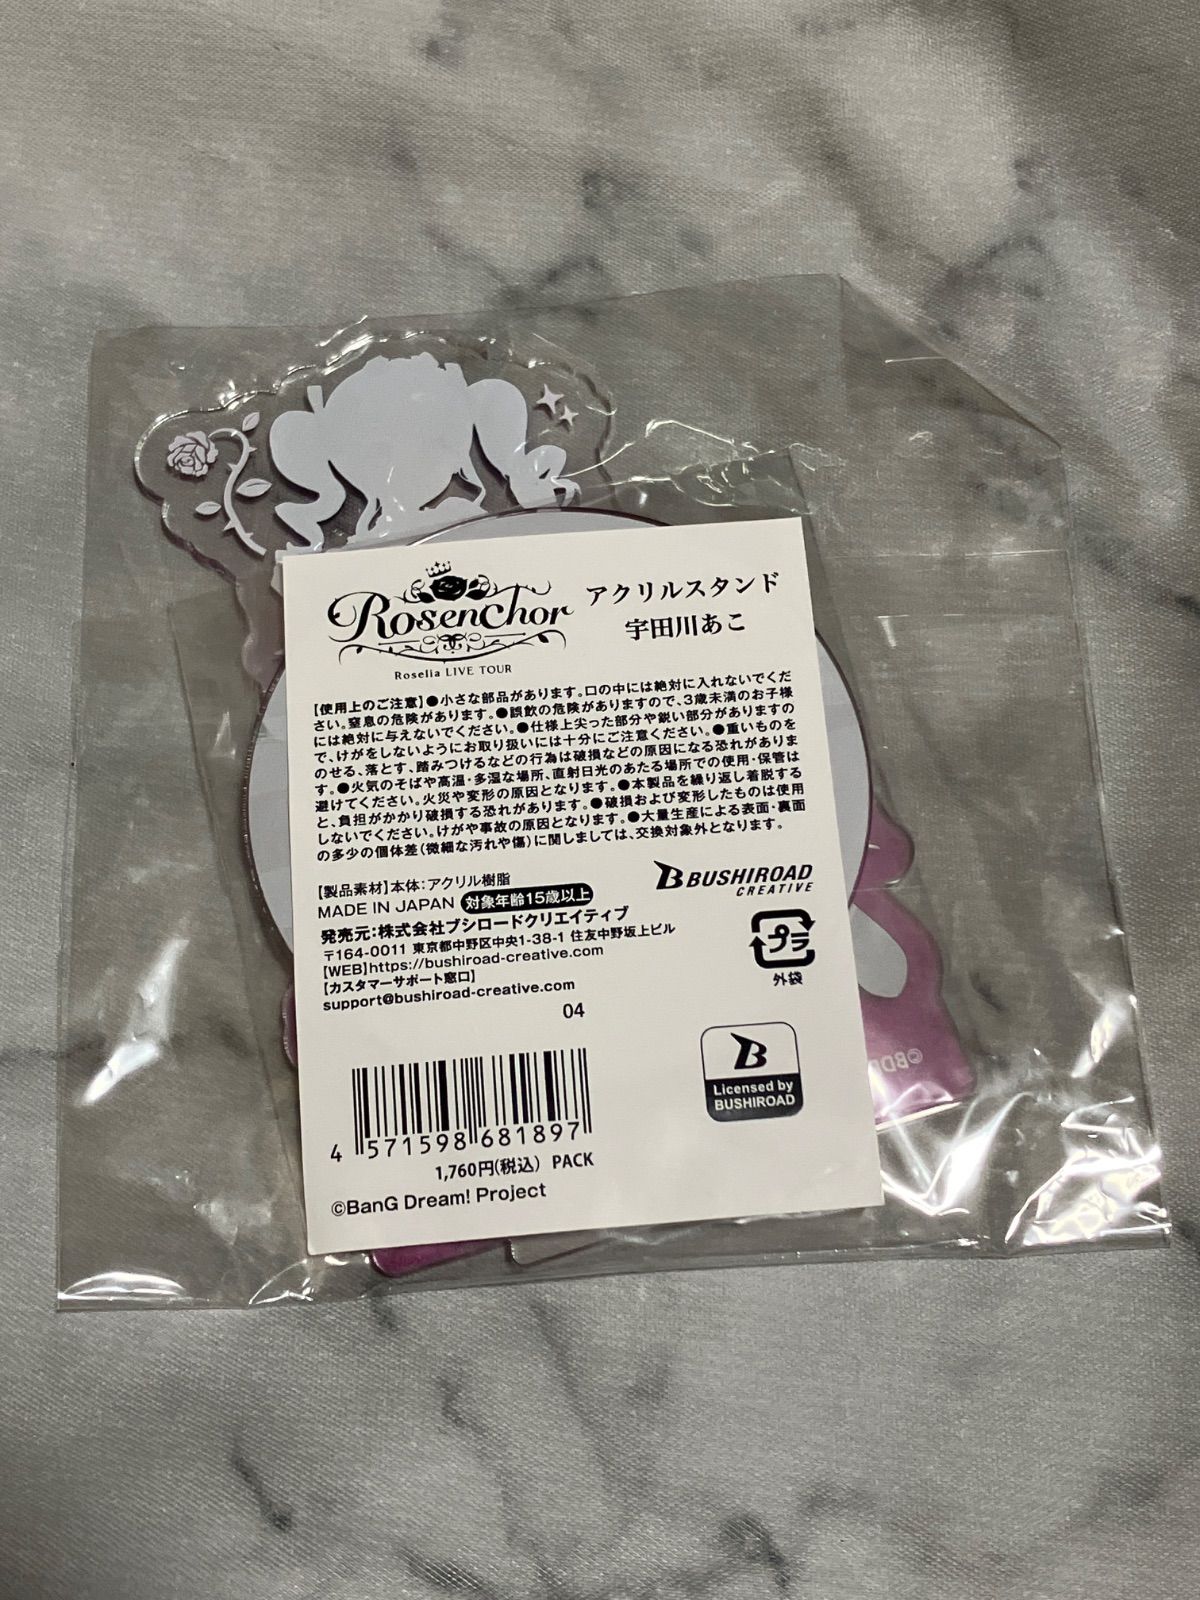 Rosenchor
Roselia LIVE TOUR
アクリルスタンド
宇田川あこ
【使用上のご注意】●小さな部品があります。口の中には絶対に入れないでくだ
さい。窒息の危険があります。●誤飲の危険がありますので、3歳未満のお子様
には絶対に与えないでください。●仕様上尖った部分や鋭い部分がありますの
で、けがをしないようにお取り扱いには十分にご注意ください。●重いものを
のせる、落とす、踏みつけるなどの行為は破損などの原因になる恐れがありま
す。●火気のそばや高温・多湿な場所、直射日光のあたる場所での使用・保管は
避けてください。火災や変形の原因となります。●本製品を繰り返し着脱する
と、負担がかかり破損する恐れがあります。●破損および変形したものは使用
しないでください。けがや事故の原因となります。●大量生産による表面・裏面
の多少の個体差(微細な汚れや傷)に関しましては、交換対象外となります。
【製品素材】本体:アクリル樹脂
MADE IN JAPAN 対象年齢15歳以上
発売元:株式会社ブシロードクリエイティブ
〒164-0011 東京都中野区中央1-38-1 住友中野坂上ビル
【WEB】https://bushiroad-creative.com
【カスタマーサポート窓口】
support@bushiroad-creative.com
BUSHIROAD
CREATIVE
プラ
外袋
04
B
Licensed by
BUSHIROAD
4 571598 681897
1,760円(税込) PACK
©BanG Dream! Project